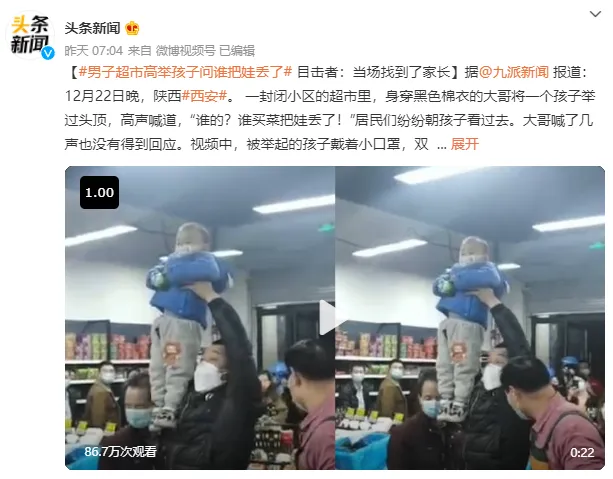 头条
新闻
头条新闻
昨天 07:04 来自 微博视频号 已编辑
【#男子超市高举孩子问谁把娃丢了# 目击者：当场找到了家长】据@九派新闻 报道：
12月22日晚，陕西#西安#。 一封闭小区的超市里，身穿黑色棉衣的大哥将一个孩子举
过头顶，高声喊道，“谁的？谁买菜把娃丢了！”居民们纷纷朝孩子看过去。大哥喊了几
声也没有得到回应。视频中，被举起的孩子戴着小口罩，双 ... 展开
1.00
86.7万次观看
0:22